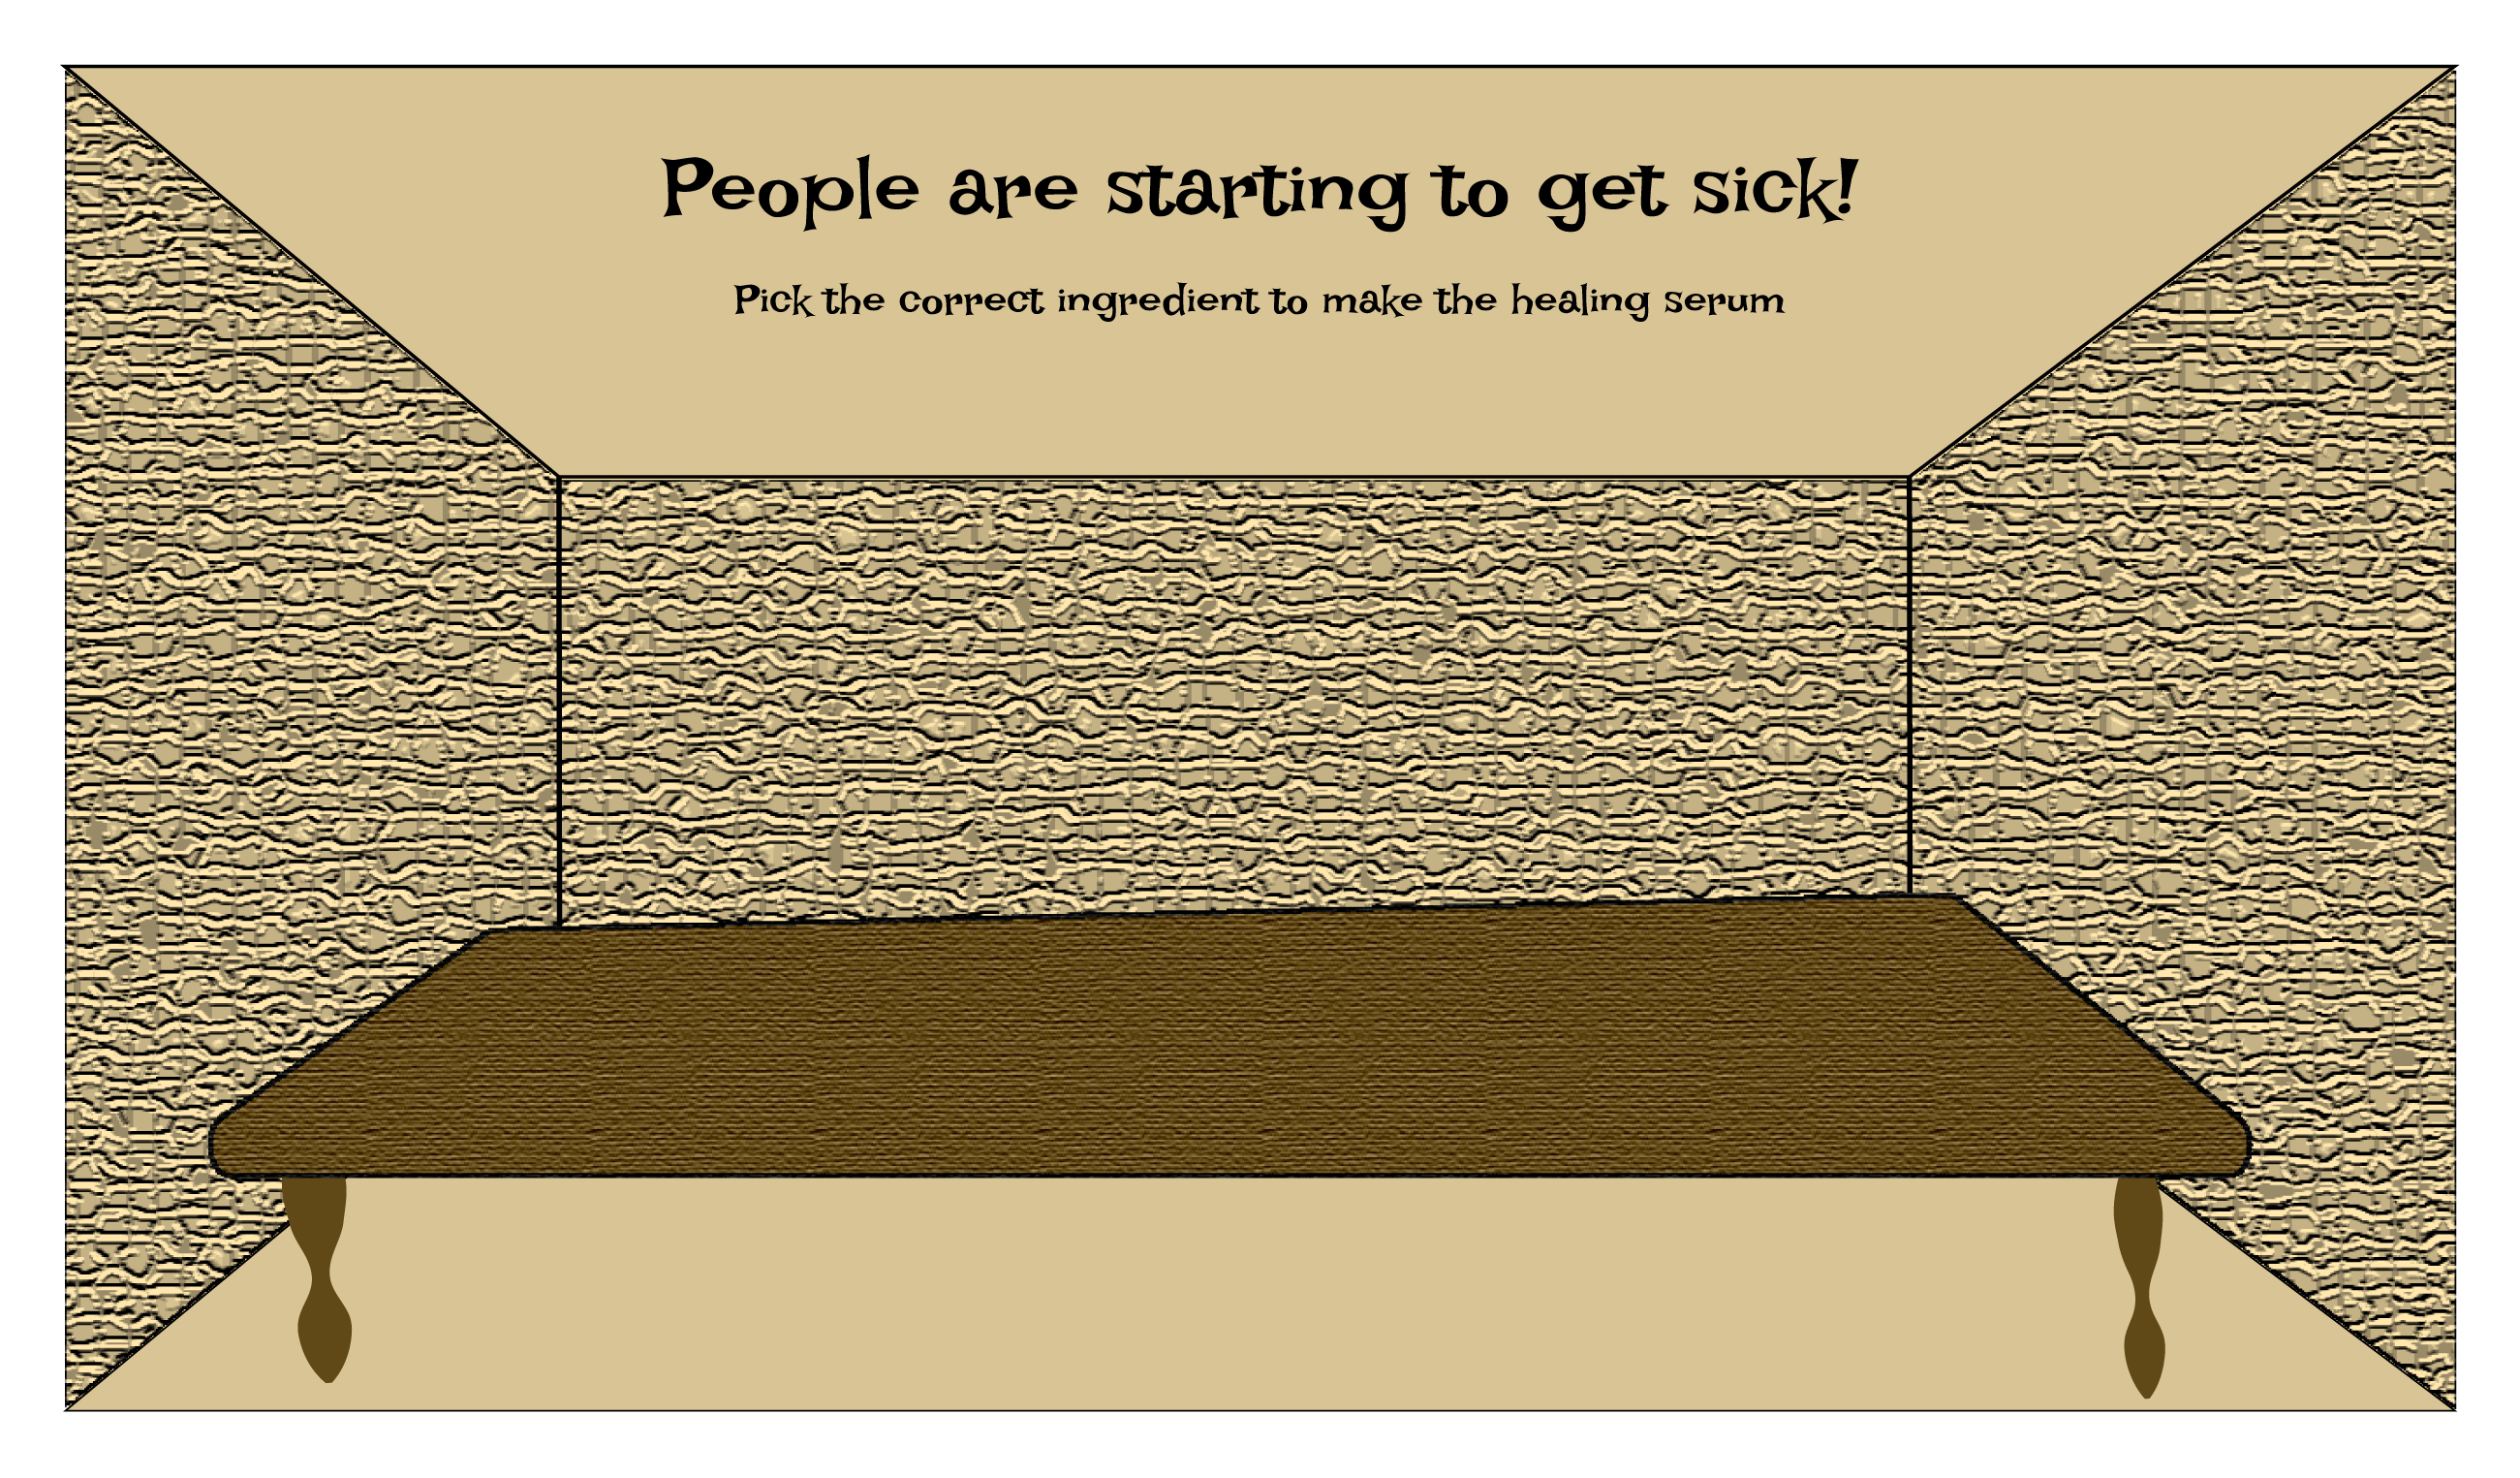 People are starting to get sick!
Pick the correct ingredient to make the healing serum